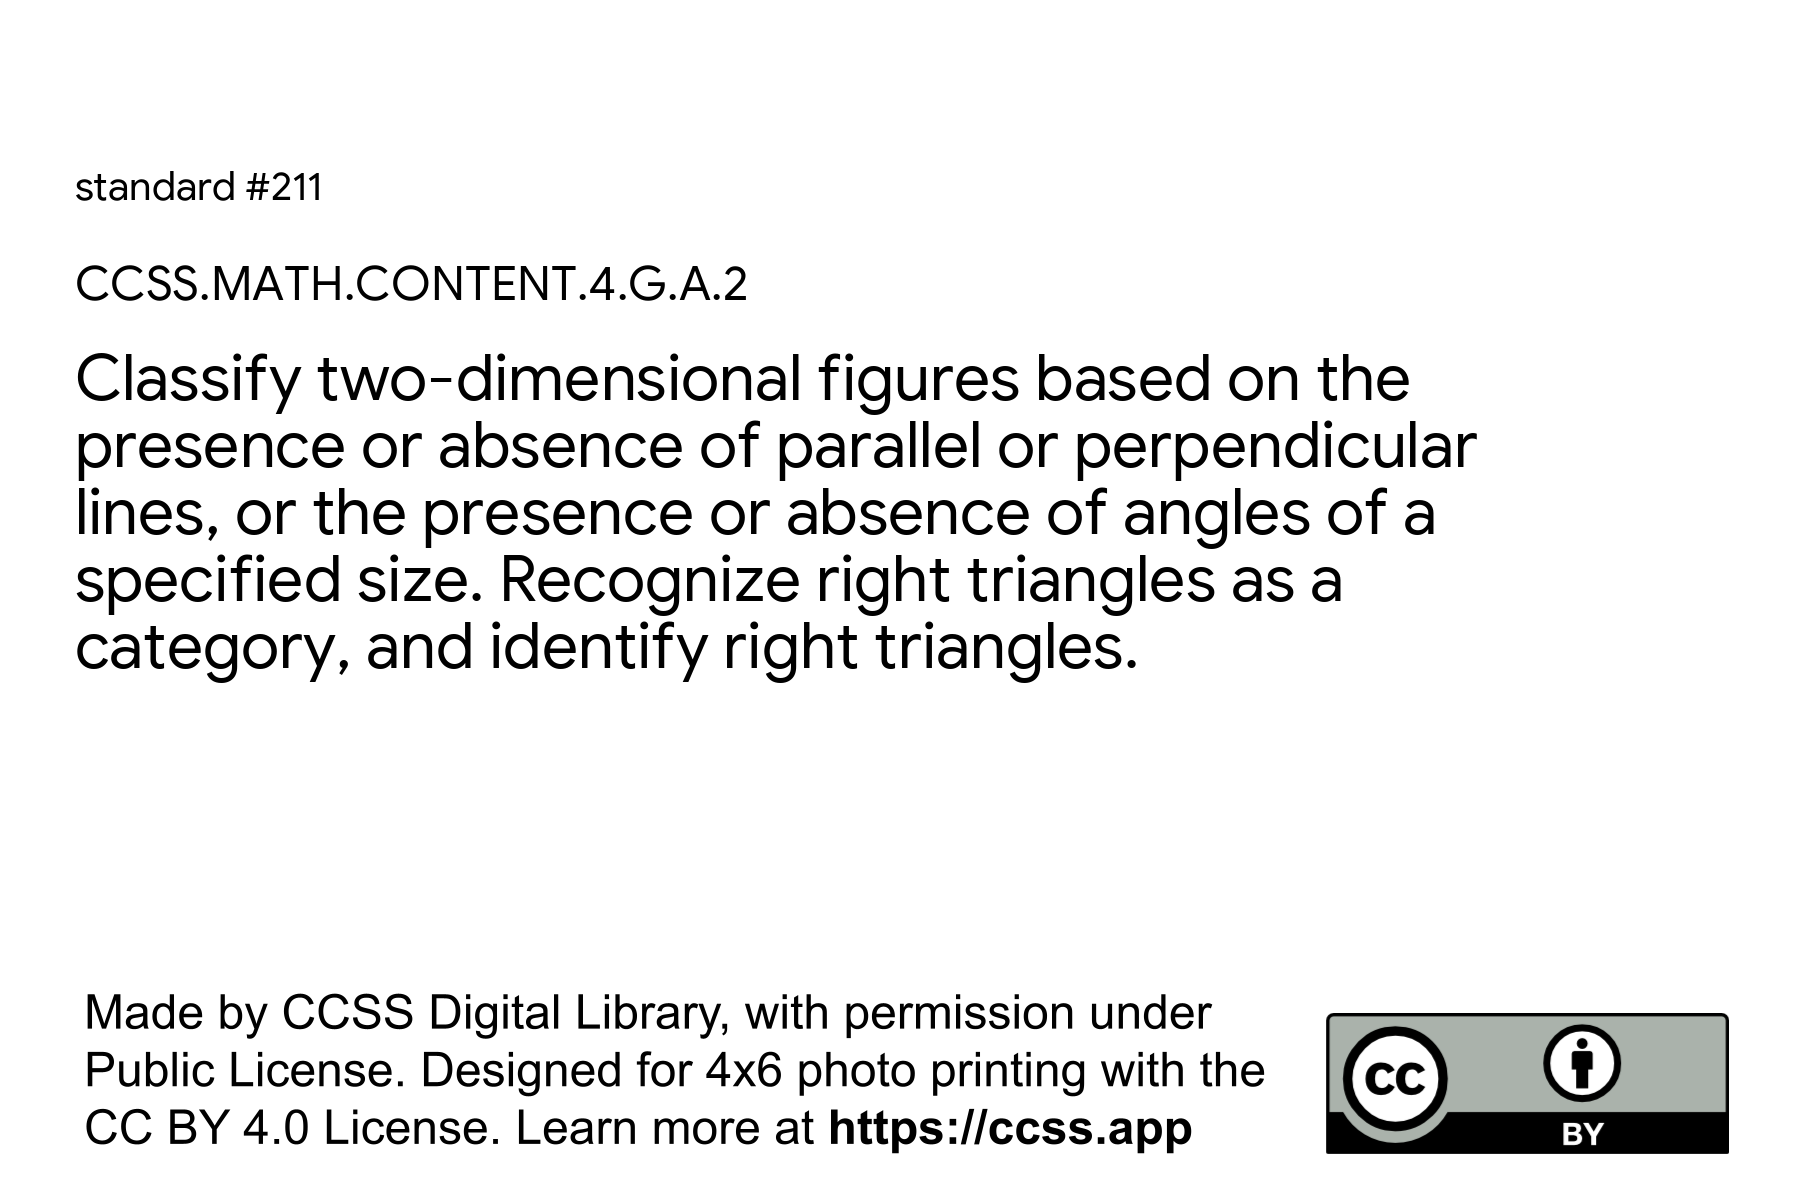 standard #211
CCSS.MATH.CONTENT.4.G.A.2
Classify two-dimensional figures based on the
presence or absence of parallel or perpendicular
lines, or the presence or absence of angles of a
specified size. Recognize right triangles as a
category, and identify right triangles.
Made by CCSS Digital Library, with permission under
Public License. Designed for 4x6 photo printing with the
CC BY 4.0 License. Learn more at https://ccss.app
cc
BY